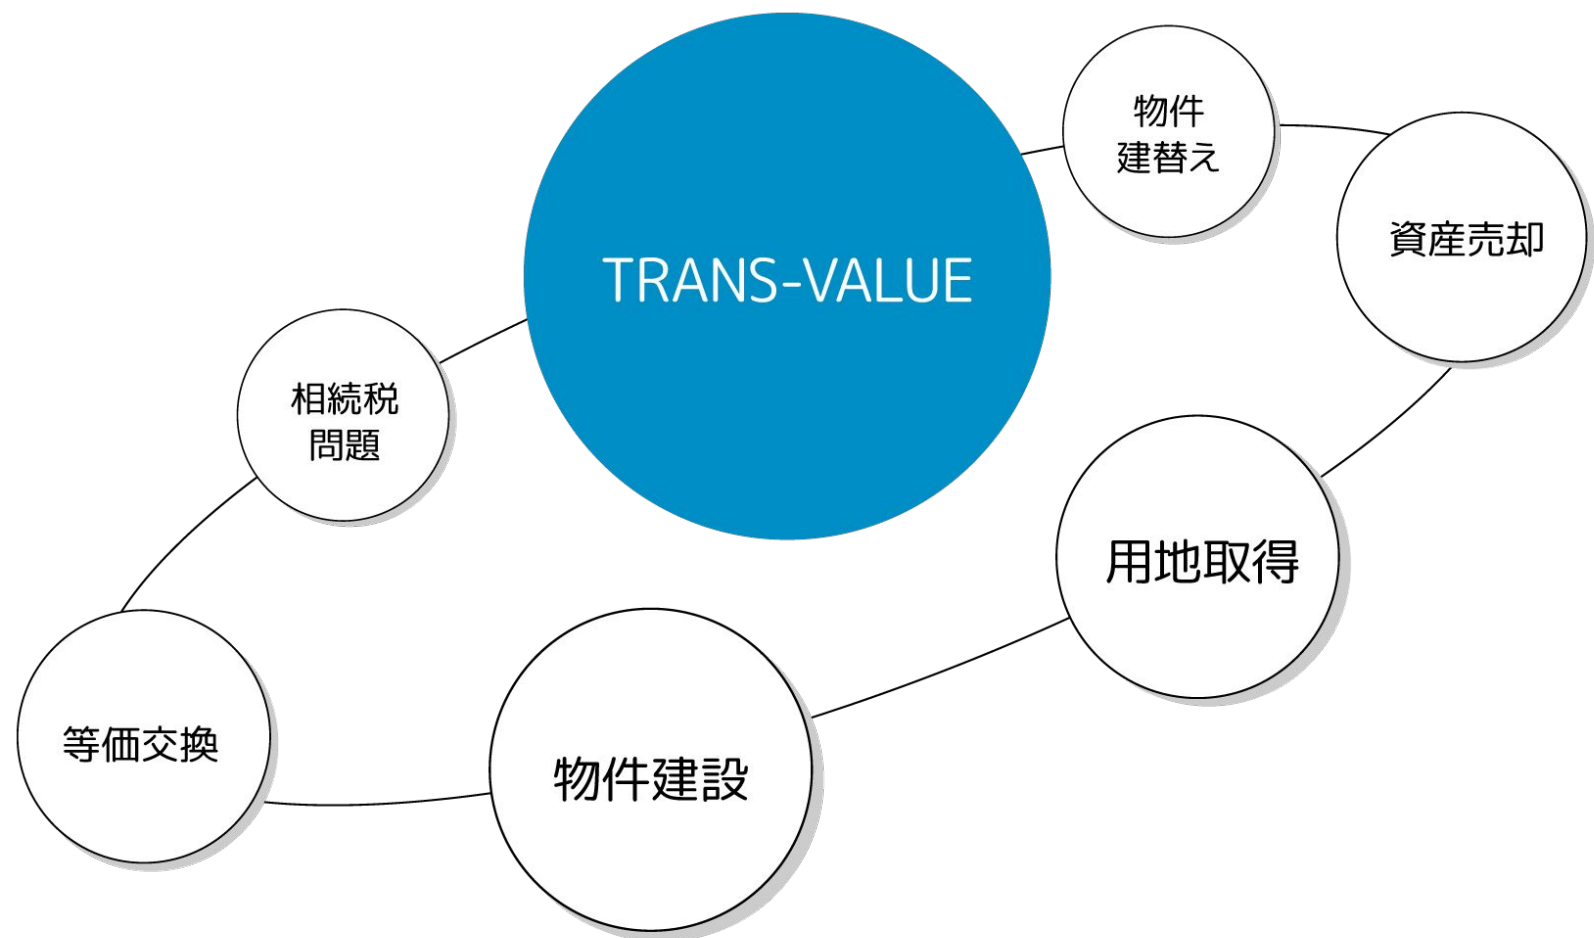 TRANS-VALUE
物件
建替え
資産売却
用地取得
物件建設
等価交換
相続税
問題